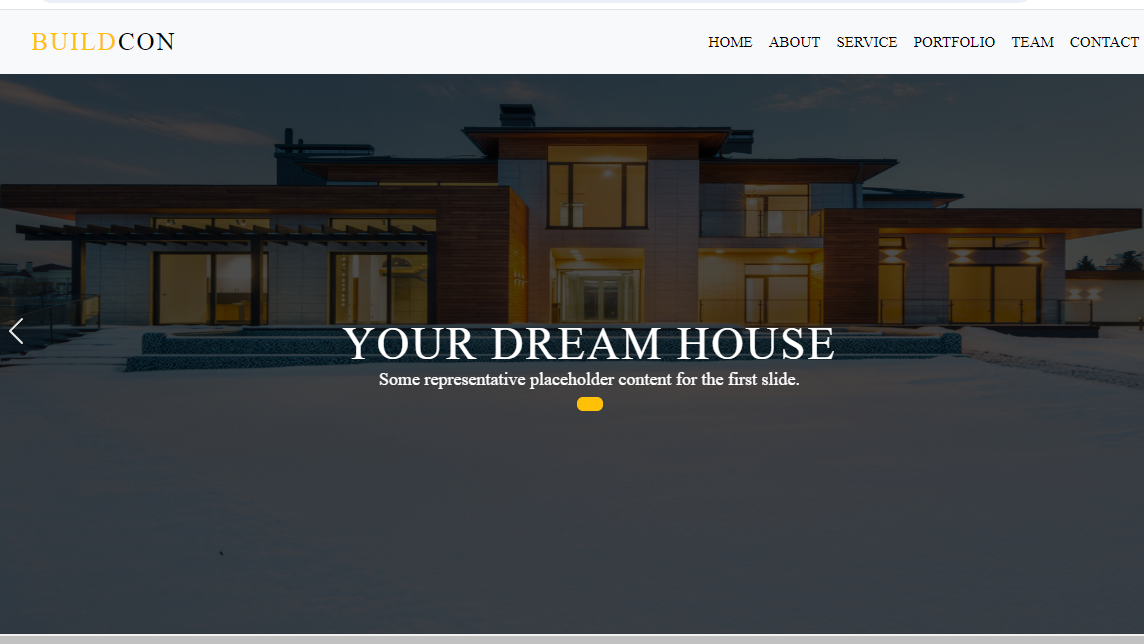 BUILDCON
HOME ABOUT SERVICE PORTFOLIO TEAM CONTACT
YOUR DREAM HOUSE
Some representative placeholder content for the first slide.